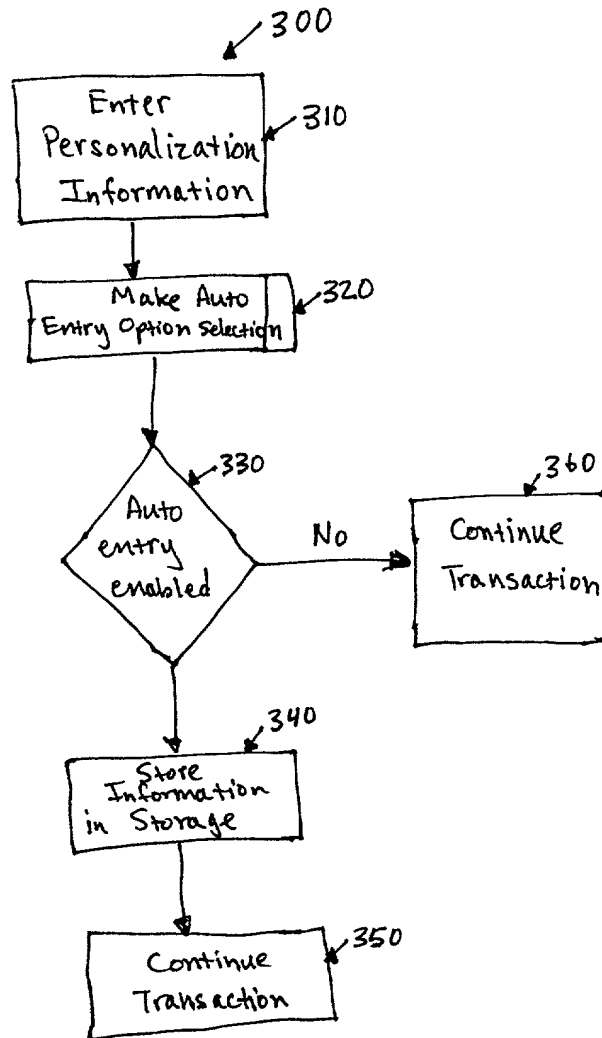 300
Enter
Personalization
Information
310
Make Auto
Entry Option Selection
320
330
Auto
entry
enabled
No
360
Continue
Transaction
340
Store
Information
in Storage
350
Continue
Transaction